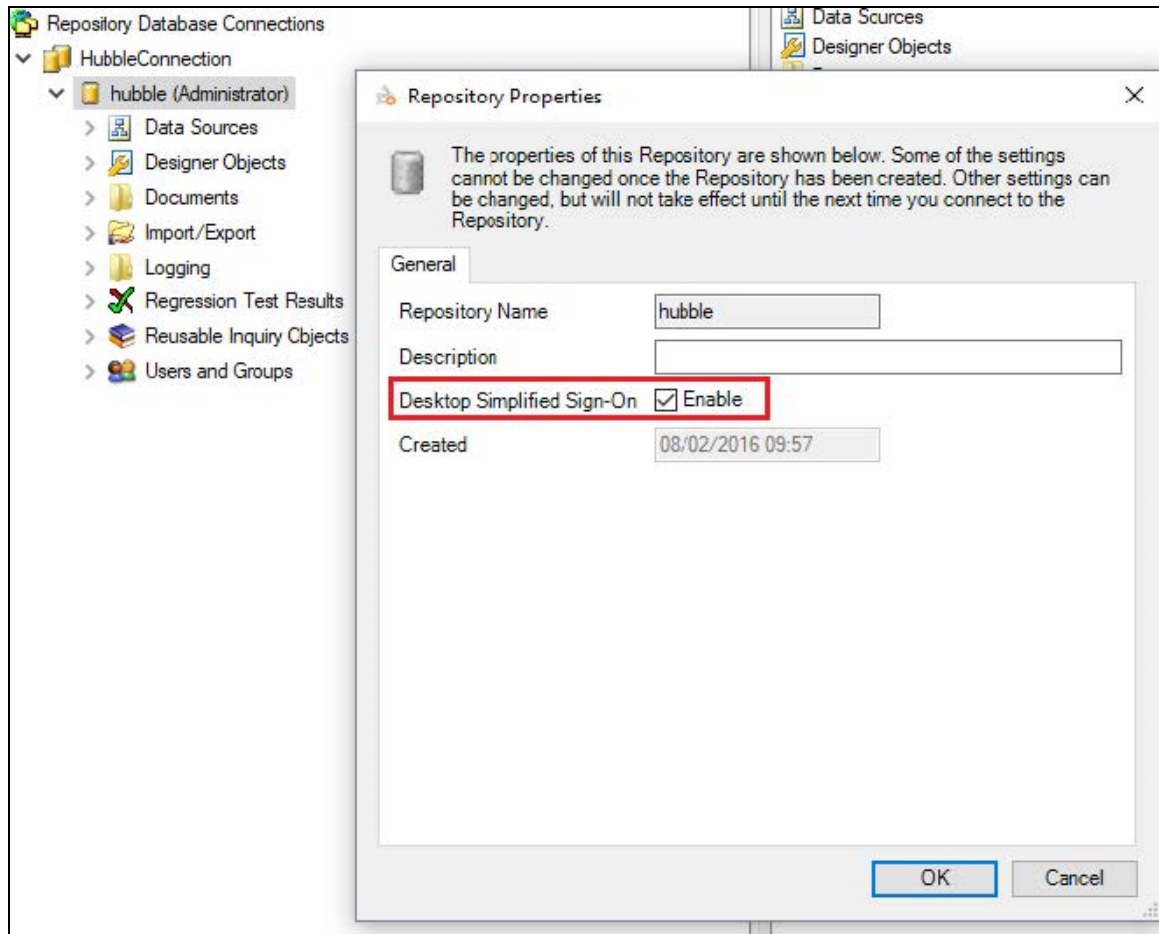 Repository Database Connections
HubbleConnection
hubble (Administrator)
Data Sources
Designer Objects
Documents
Import/Export
Logging
Regression Test Results
Reusable Inquiry Objects
Users and Groups
Data Sources
Designer Objects
Repository Properties
The properties of this Repository are shown below. Some of the settings
cannot be changed once the Repository has been created. Other settings can
be changed, but will not take effect until the next time you connect to the
Repository.
General
Repository Name hubble
Description
Desktop Simplified Sign-On Enable
Created 08/02/2016 09:57
OK Cancel